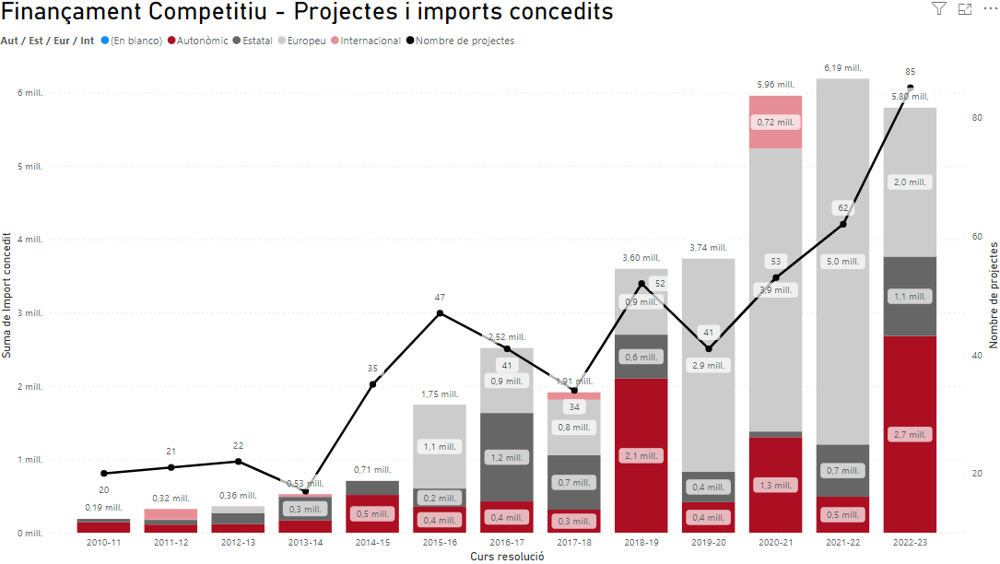 Finançament Competitiu - Projectes i imports concedits
Aut / Est / Eur / Int (En blanco) Autonòmic Estatal Europeu Internacional Nombre de projectes
Suma de Import concedit
6 mill.
5 mill.
4 mill.
3 mill.
2 mill.
1 mill.
0 mill.
20
0,19 mill.
21
0,32 mill.
22
0,36 mill.
0,53 mill.
0,3 mill.
35
0,71 mill.
0,5 mill.
47
1,75 mill.
1,1 mill.
0,2 mill.
0,4 mill.
2,52 mill.
41
0,9 mill.
1,2 mill.
0,4 mill.
1,91 mill.
34
0,8 mill.
0,7 mill.
0,3 mill.
3,60 mill.
52
0,9 mill.
0,6 mill.
2,1 mill.
3,74 mill.
41
2,9 mill.
0,4 mill.
0,4 mill.
5,96 mill.
0,72 mill.
53
3,9 mill.
1,3 mill.
6,19 mill.
62
5,0 mill.
0,7 mill.
0,5 mill.
85
5,80 mill.
2,0 mill.
1,1 mill.
2,7 mill.
80
60
40
20
Nombre de projectes
2010-11 2011-12 2012-13 2013-14 2014-15 2015-16 2016-17 2017-18 2018-19 2019-20 2020-21 2021-22 2022-23
Curs resolució